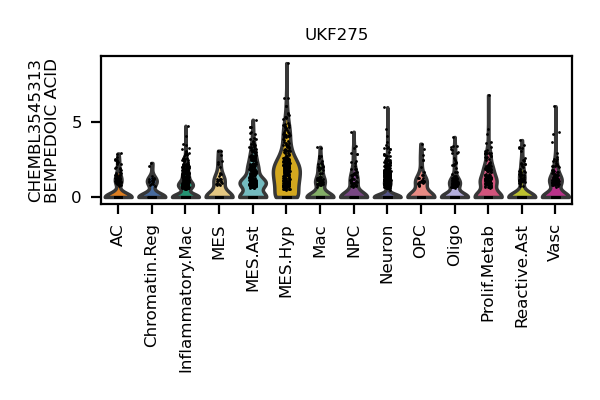 UKF275
CHEMBL3545313
BEMPEDOIC ACID
5
0
AC
Chromatin.Reg
Inflammatory.Mac
MES
MES.Ast
MES.Hyp
Mac
NPC
Neuron
OPC
Oligo
Prolif.Metab
Reactive.Ast
Vasc